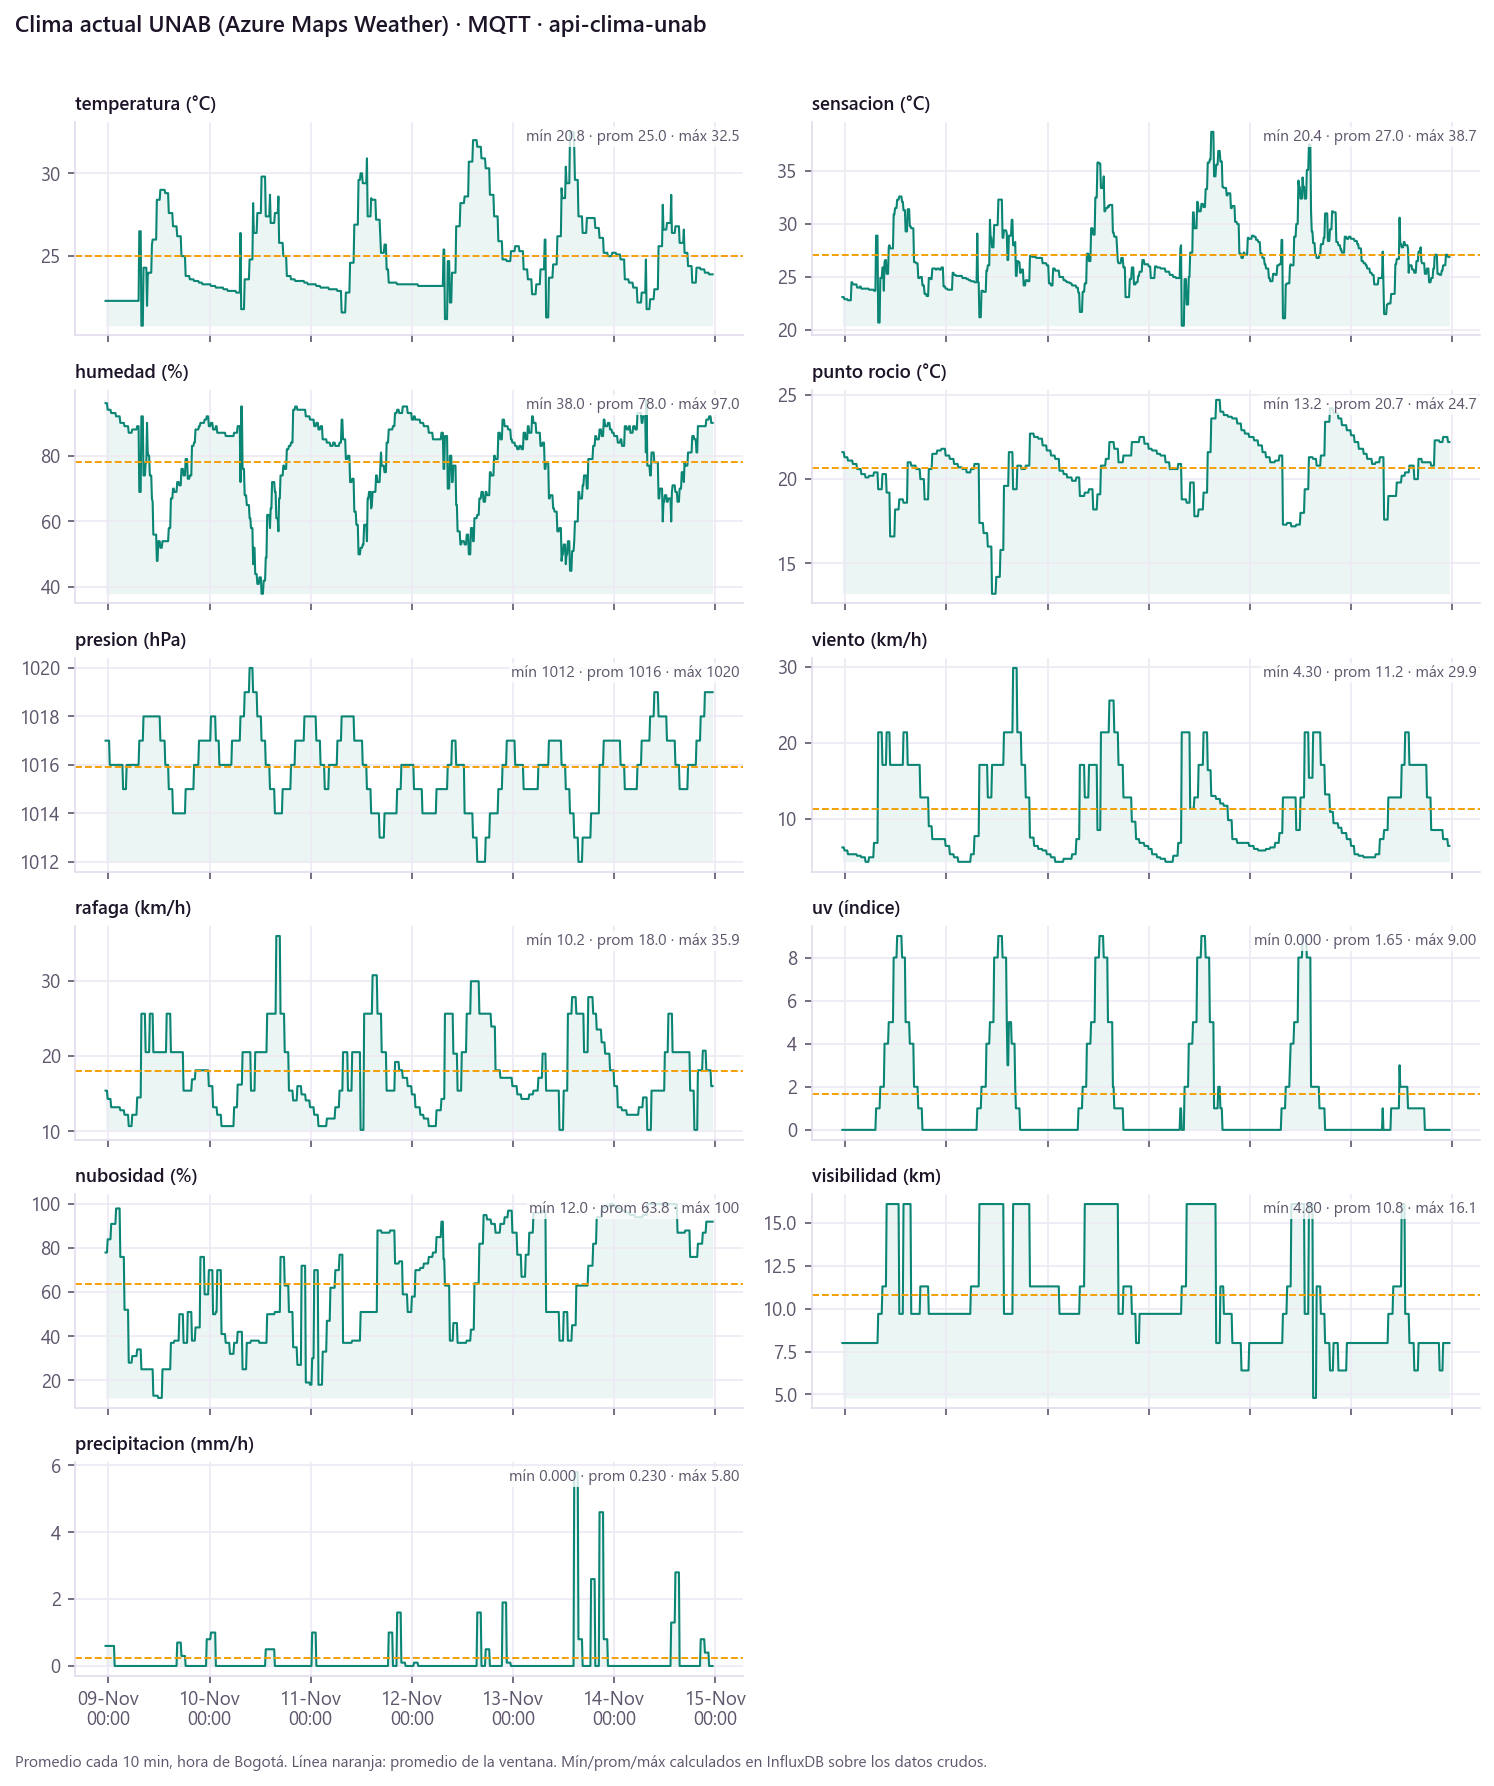 Clima actual UNAB (Azure Maps Weather) · MQTT · api-clima-unab
temperatura (°C)
mín 20.8 · prom 25.0 · máx 32.5
30
25
sensacion (°C)
mín 20.4 · prom 27.0 · máx 38.7
35
30
25
20
humedad (%)
mín 38.0 · prom 78.0 · máx 97.0
80
60
40
punto rocio (°C)
mín 13.2 · prom 20.7 · máx 24.7
25
20
15
presion (hPa)
mín 1012 · prom 1016 · máx 1020
1020
1018
1016
1014
1012
viento (km/h)
mín 4.30 · prom 11.2 · máx 29.9
30
20
10
rafaga (km/h)
mín 10.2 · prom 18.0 · máx 35.9
30
20
10
uv (índice)
mín 0.000 · prom 1.65 · máx 9.00
8
6
4
2
0
nubosidad (%)
mín 12.0 · prom 63.8 · máx 100
100
80
60
40
20
visibilidad (km)
mín 4.80 · prom 10.8 · máx 16.1
15.0
12.5
10.0
7.5
5.0
precipitacion (mm/h)
mín 0.000 · prom 0.230 · máx 5.80
6
4
2
0
09-Nov 10-Nov 11-Nov 12-Nov 13-Nov 14-Nov 15-Nov
00:00 00:00 00:00 00:00 00:00 00:00 00:00
Promedio cada 10 min, hora de Bogotá. Línea naranja: promedio de la ventana. Mín/prom/máx calculados en InfluxDB sobre los datos crudos.